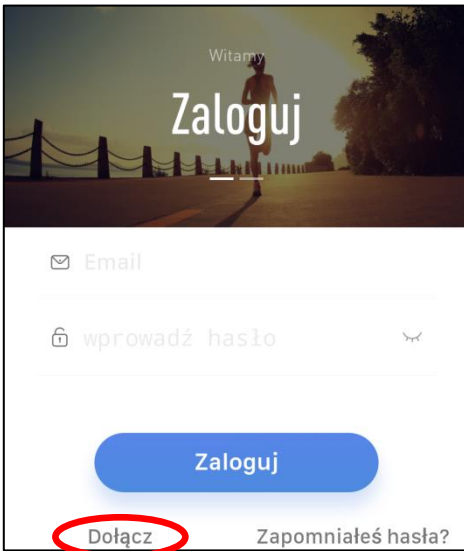 Witamy
Zaloguj
Email
wprowadź hasło
Zaloguj
Dołącz
Zapomniałeś hasła?